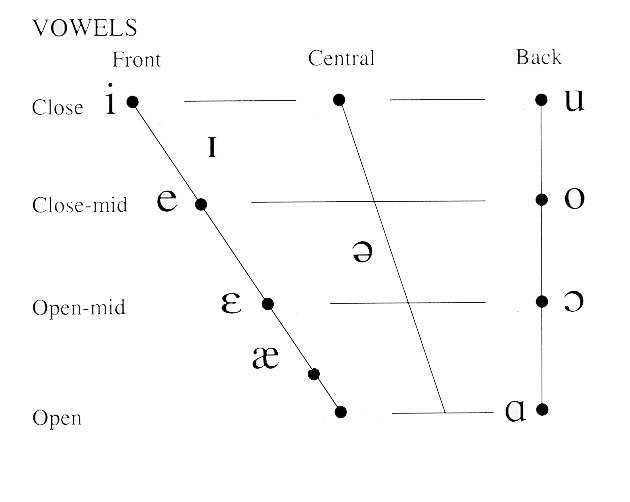 VOWELS
Front Central Back
Close i u
ɪ
Close-mid e o
ə
Open-mid ɛ ɔ
æ
Open ɑ